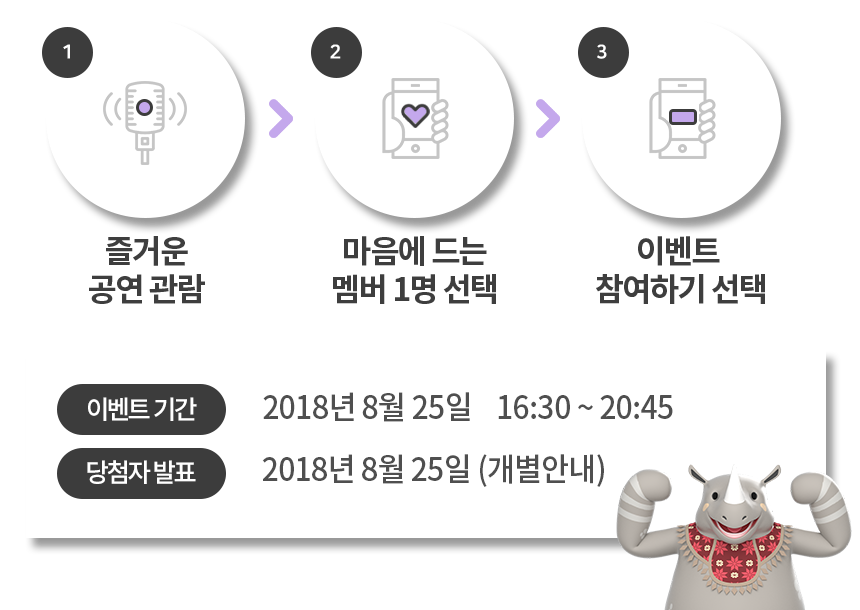 1
2
3
즐거운
공연 관람
마음에 드는
멤버 1명 선택
이벤트
참여하기 선택
이벤트 기간 2018년 8월 25일 16:30 ~ 20:45
당첨자 발표 2018년 8월 25일 (개별안내)